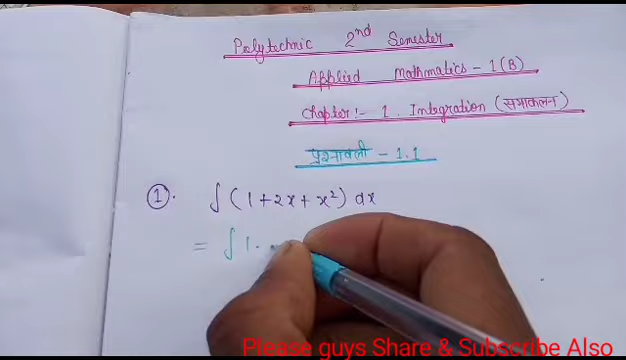 Polytechnic 2nd Semester
Applied Mathmatics - 1(B)
Chapter:- 1. Integration (समाकलन)
प्रश्नावली - 1.1
①. ∫(1+2x+x²) dx
= ∫1.
Please guys Share & Subscribe Also